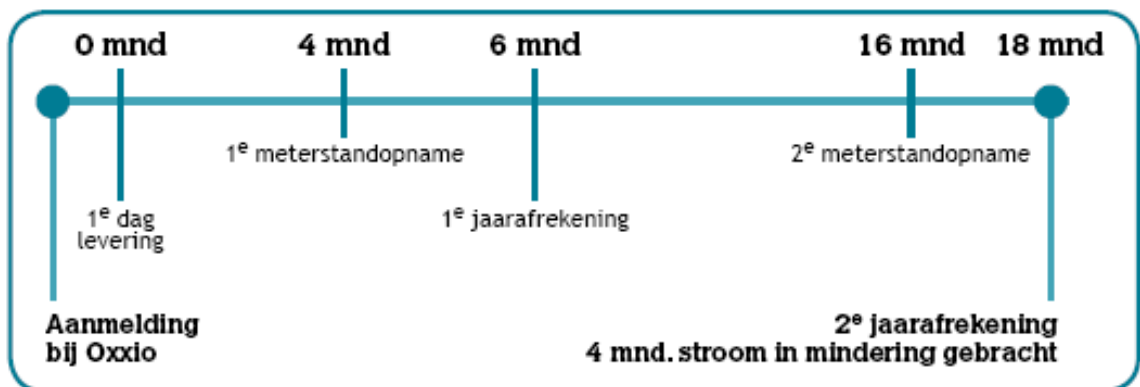 0 mnd 4 mnd 6 mnd 16 mnd 18 mnd
1e meterstandopname 2e meterstandopname
1e dag
levering
1e jaarafrekening
Aanmelding
bij Oxxio
2e jaarafrekening
4 mnd. stroom in mindering gebracht